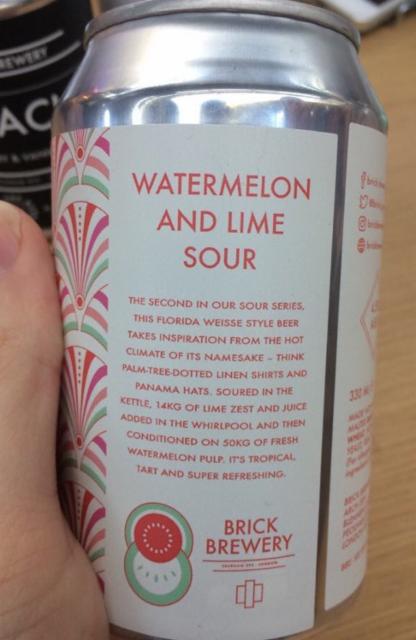 REWERY
ACK
WATERMELON
AND LIME
SOUR
THE SECOND IN OUR SOUR SERIES,
THIS FLORIDA WEISSE STYLE BEER
TAKES INSPIRATION FROM THE HOT
CLIMATE OF ITS NAMESAKE – THINK
PALM-TREE-DOTTED LINEN SHIRTS AND
PANAMA HATS. SOURED IN THE
KETTLE, 14KG OF LIME ZEST AND JUICE
ADDED IN THE WHIRLPOOL AND THEN
CONDITIONED ON 50KG OF FRESH
WATERMELON PULP. IT'S TROPICAL,
TART AND SUPER REFRESHING.
BRICK
BREWERY
330 ML